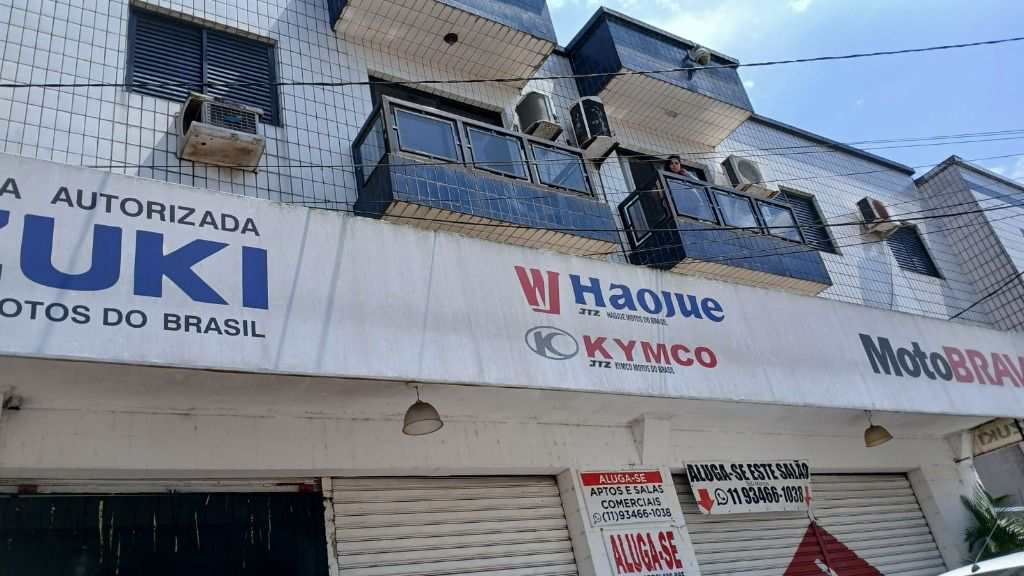 A AUTORIZADA
ZUKI
OTOS DO BRASIL
Haojue
JTZ HAOJUE MOTOS DO BRASIL
K KYMCO
JTZ KYMCO MOTOS DO BRASIL
MotoBRAV
ALUGA-SE
APTOS E SALAS
COMERCIAIS
(11)93466-1038
ALUGA-SE
ALUGA-SE ESTE SALÃO
11 93466-1038